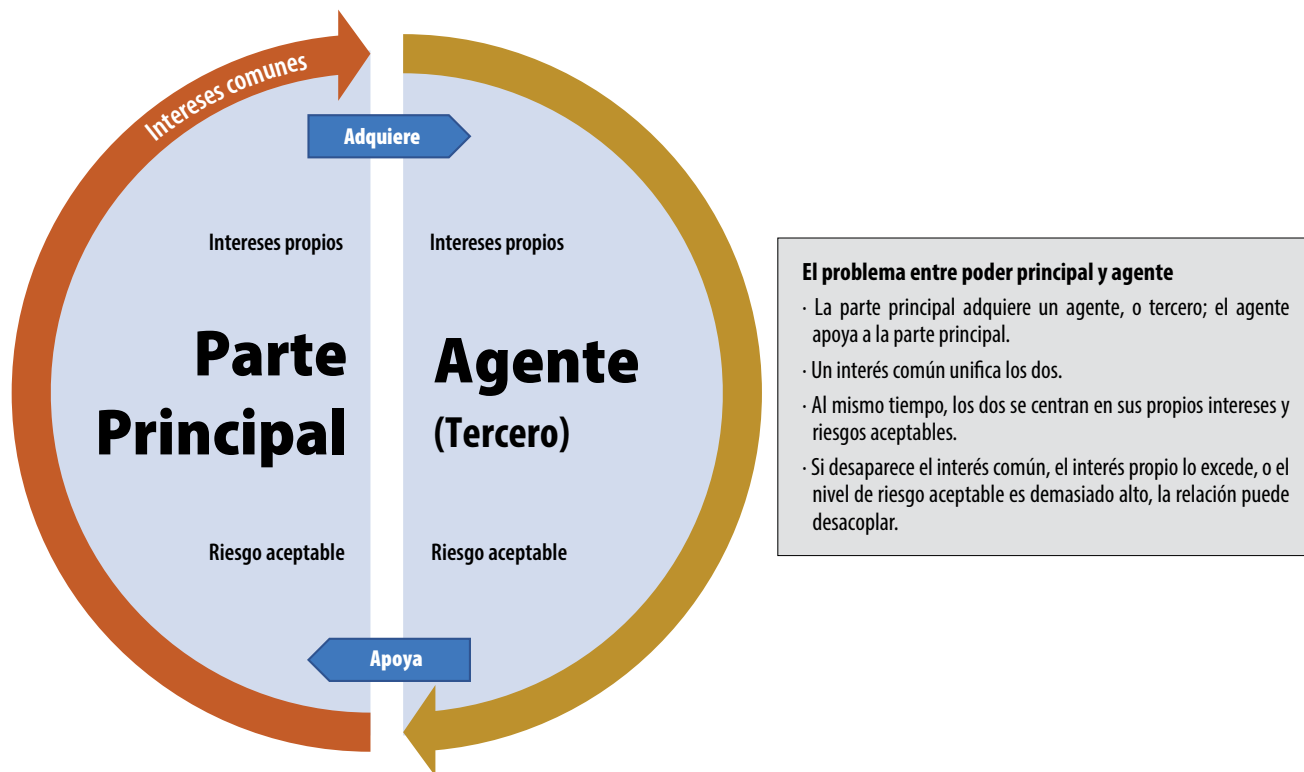 Intereses comunes
Adquiere
Intereses propios
Intereses propios
Parte
Principal
Agente
(Tercero)
Riesgo aceptable
Riesgo aceptable
Apoya
El problema entre poder principal y agente
· La parte principal adquiere un agente, o tercero; el agente
apoya a la parte principal.
· Un interés común unifica los dos.
· Al mismo tiempo, los dos se centran en sus propios intereses y
riesgos aceptables.
· Si desaparece el interés común, el interés propio lo excede, o el
nivel de riesgo aceptable es demasiado alto, la relación puede
desacoplar.